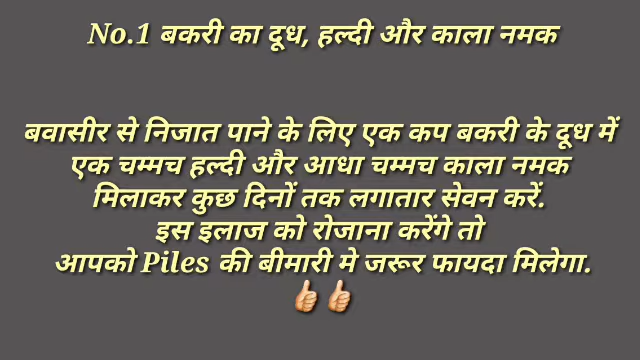 No.1 बकरी का दूध, हल्दी और काला नमक
बवासीर से निजात पाने के लिए एक कप बकरी के दूध में
एक चम्मच हल्दी और आधा चम्मच काला नमक
मिलाकर कुछ दिनों तक लगातार सेवन करें.
इस इलाज को रोजाना करेंगे तो
आपको Piles की बीमारी मे जरूर फायदा मिलेगा.
👍👍